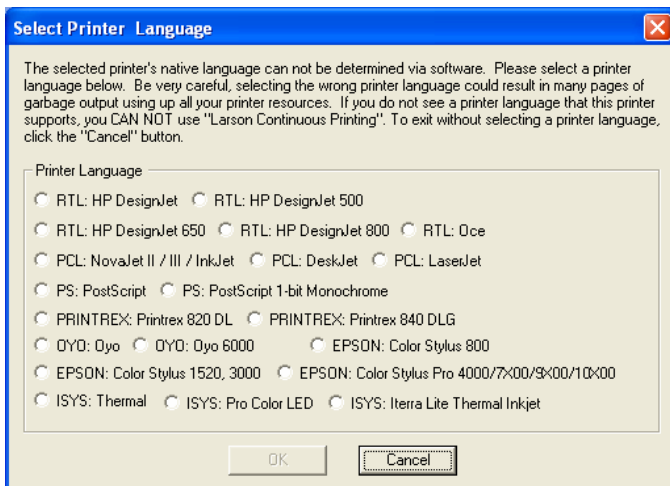 Select Printer Language
The selected printer's native language can not be determined via software. Please select a printer
language below. Be very careful, selecting the wrong printer language could result in many pages of
garbage output using up all your printer resources. If you do not see a printer language that this printer
supports, you CAN NOT use "Larson Continuous Printing". To exit without selecting a printer language,
click the "Cancel" button.
Printer Language
RTL: HP DesignJet RTL: HP DesignJet 500
RTL: HP DesignJet 650 RTL: HP DesignJet 800 RTL: Oce
PCL: NovaJet II / III / InkJet PCL: DeskJet PCL: LaserJet
PS: PostScript PS: PostScript 1-bit Monochrome
PRINTREX: Printrex 820 DL PRINTREX: Printrex 840 DLG
OYO: Oyo OYO: Oyo 6000 EPSON: Color Stylus 800
EPSON: Color Stylus 1520, 3000 EPSON: Color Stylus Pro 4000/7X00/9X00/10X00
ISYS: Thermal ISYS: Pro Color LED ISYS: Iterra Lite Thermal Inkjet
OK Cancel